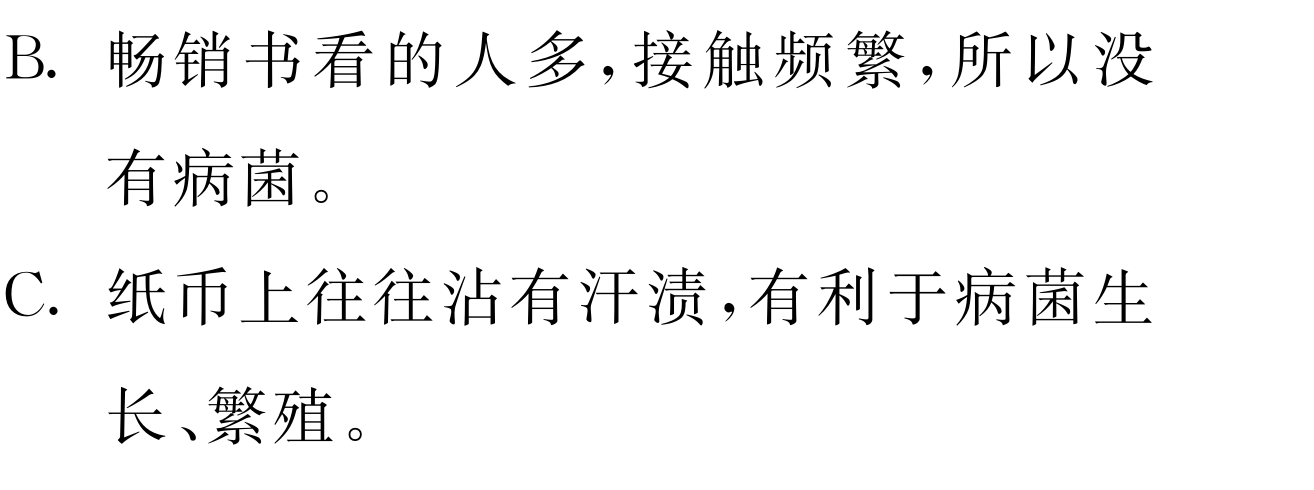 B. 畅销书看的人多,接触频繁,所以没
有病菌。
C. 纸币上往往沾有汗渍,有利于病菌生
长、繁殖。